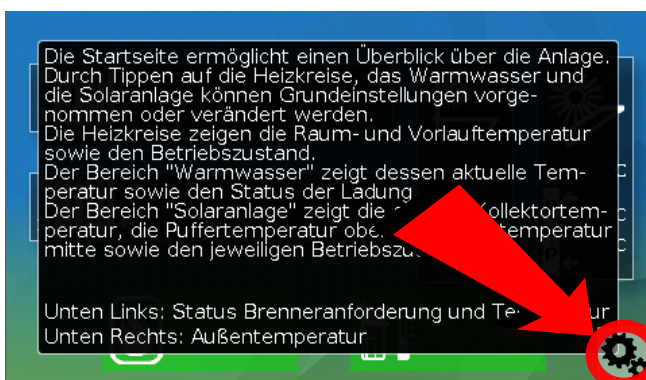 Die Startseite ermöglicht einen Überblick über die Anlage.
Durch Tippen auf die Heizkreise, das Warmwasser und
die Solaranlage können Grundeinstellungen vorge-
nommen oder verändert werden.
Die Heizkreise zeigen die Raum- und Vorlauftemperatur
sowie den Betriebszustand.
Der Bereich "Warmwasser" zeigt dessen aktuelle Tem-
peratur sowie den Status der Ladung
Der Bereich "Solaranlage" zeigt die Kollektortem-
peratur, die Puffertemperatur temperatur
mitte sowie den jeweiligen
Unten Links: Status Brenneranforderung und
Unten Rechts: Außentemperatur